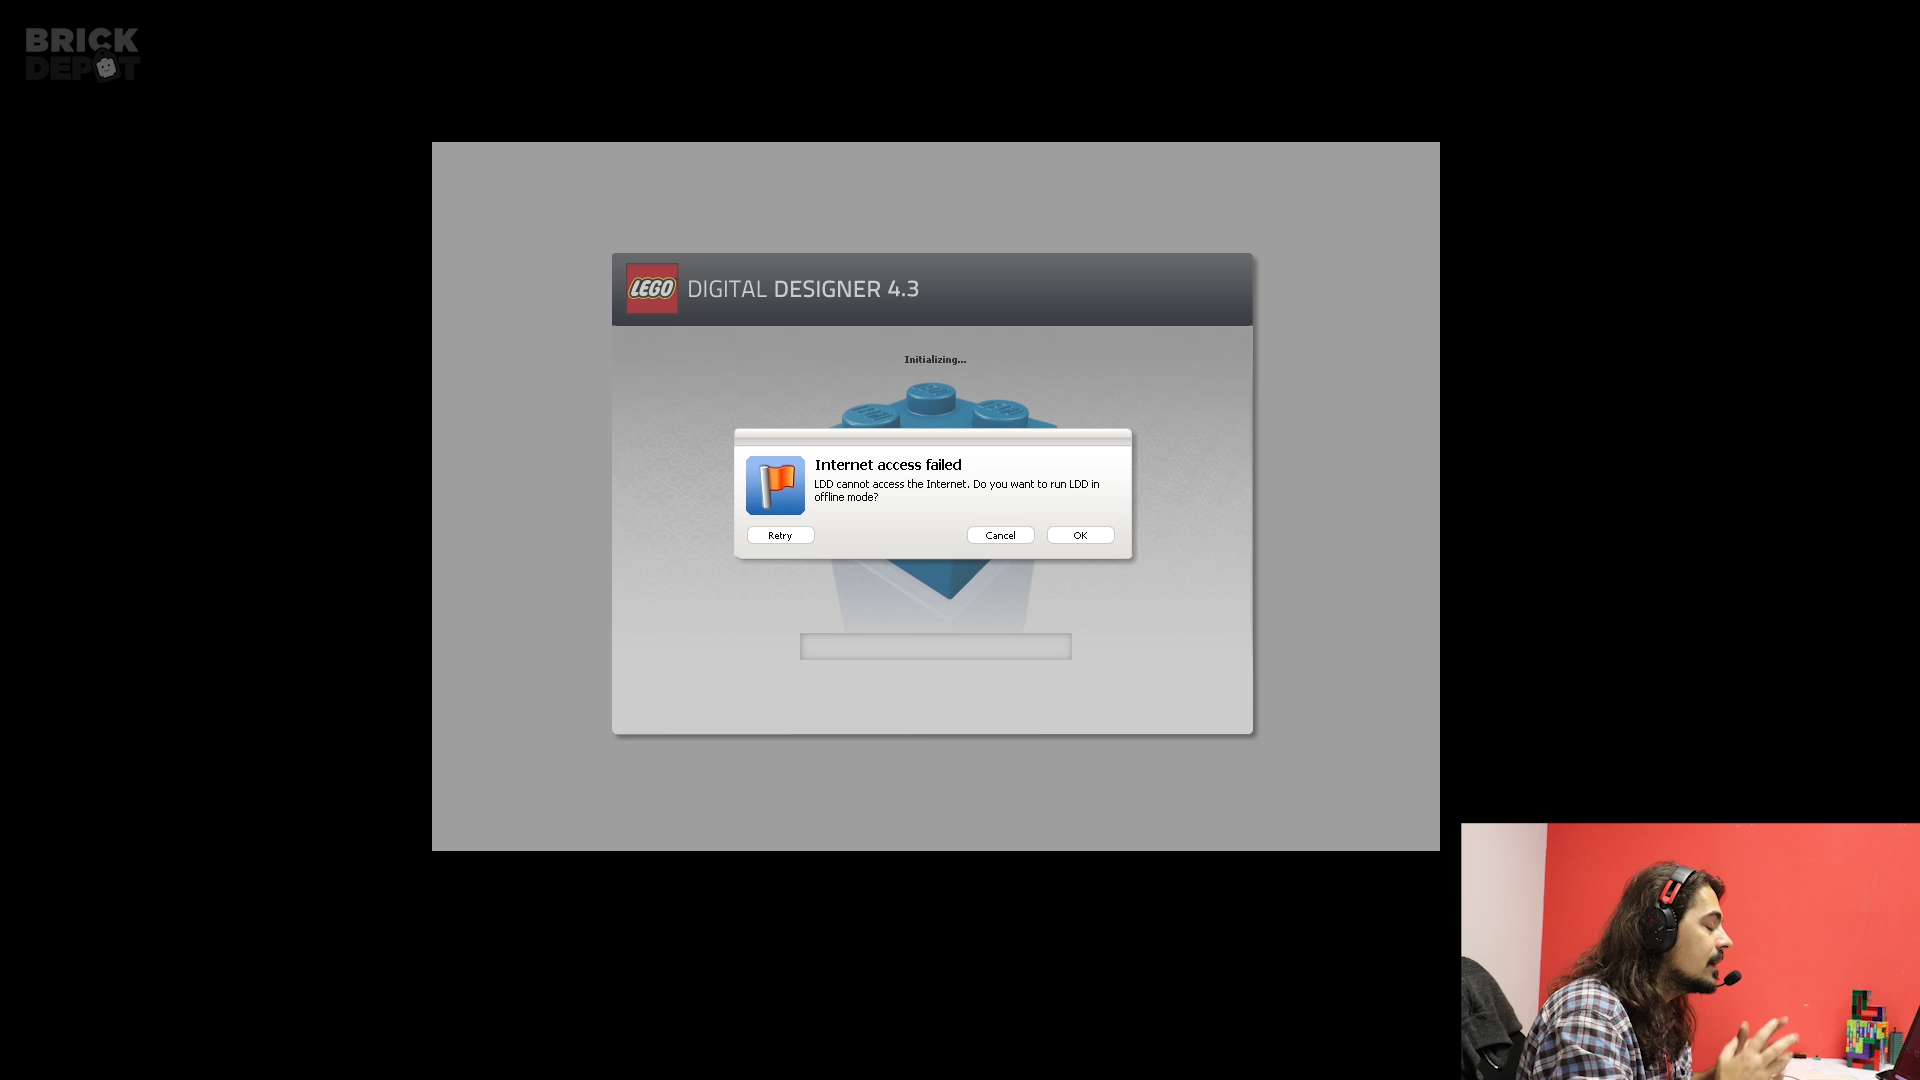 BRICK
DEPOT
LEGO DIGITAL DESIGNER 4.3
Initializing...
Internet access failed
LDD cannot access the Internet. Do you want to run LDD in
offline mode?
Retry Cancel OK